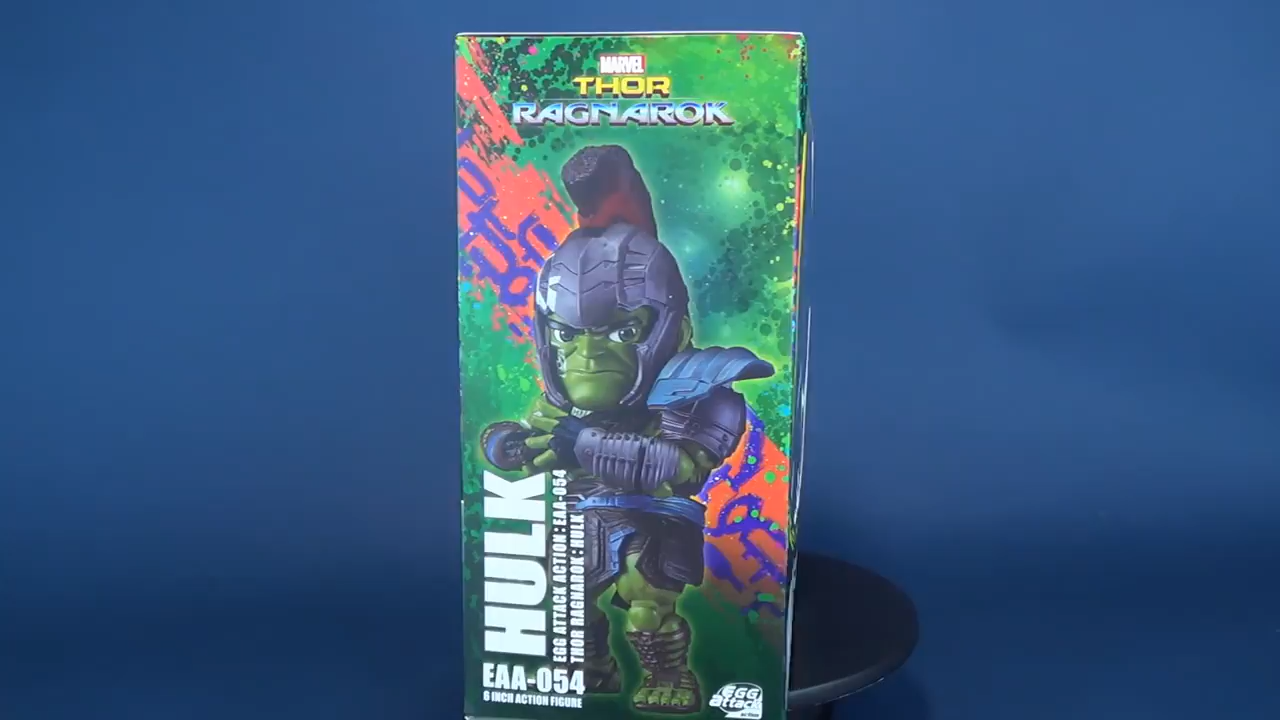 MARVEL
THOR
RAGNAROK
HULK
EGG ATTACK ACTION : EAA-054
THOR RAGNAROK : HULK
EAA-054
6 INCH ACTION FIGURE
EGG
attack
action